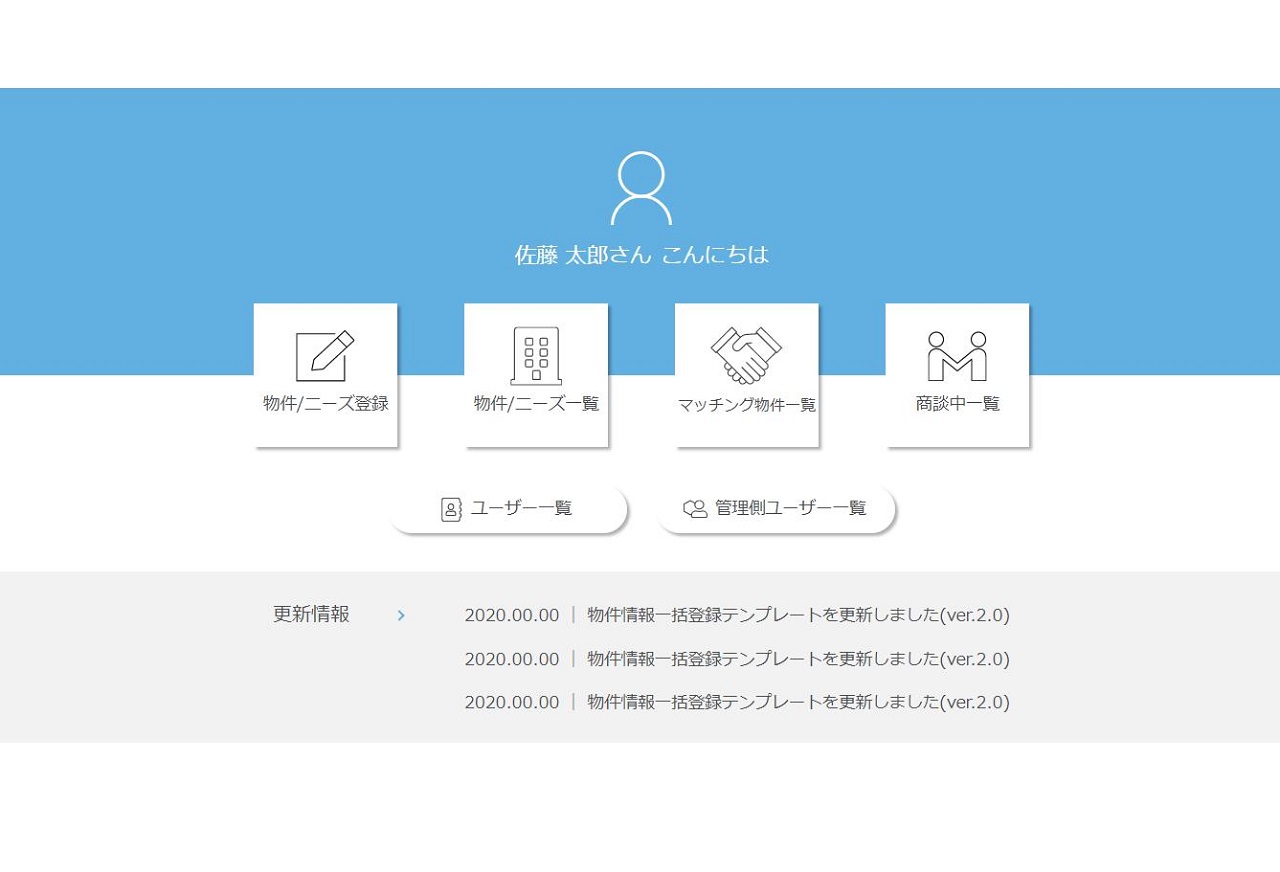 佐藤 太郎さん こんにちは
物件/ニーズ登録
物件/ニーズ一覧
マッチング物件一覧
商談中一覧
ユーザー一覧
管理側ユーザー一覧
更新情報
2020.00.00 | 物件情報一括登録テンプレートを更新しました(ver.2.0)
2020.00.00 | 物件情報一括登録テンプレートを更新しました(ver.2.0)
2020.00.00 | 物件情報一括登録テンプレートを更新しました(ver.2.0)